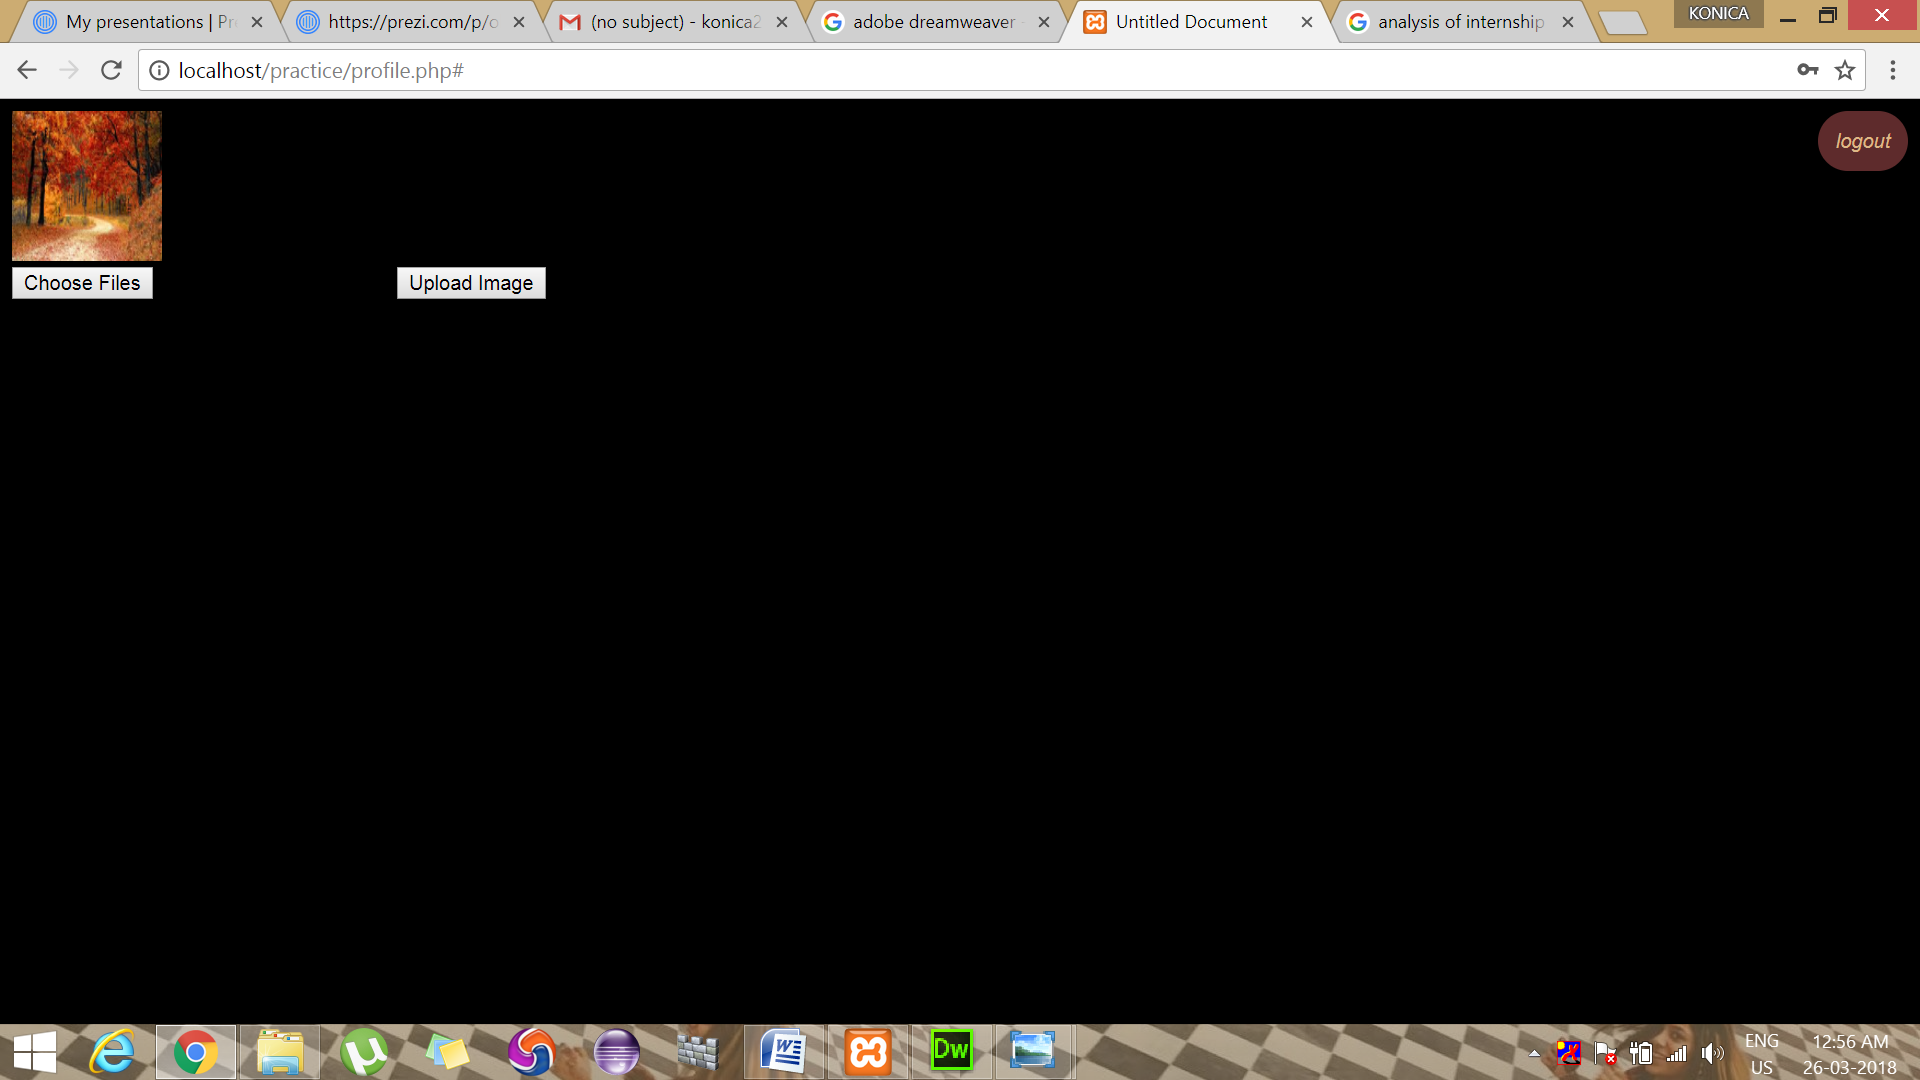 My presentations | Pr
https://prezi.com/p/o
(no subject) - konica2
adobe dreamweaver
Untitled Document
analysis of internship
KONICA
localhost/practice/profile.php#
logout
Choose Files
Upload Image
W
Dw
ENG
US
12:56 AM
26-03-2018